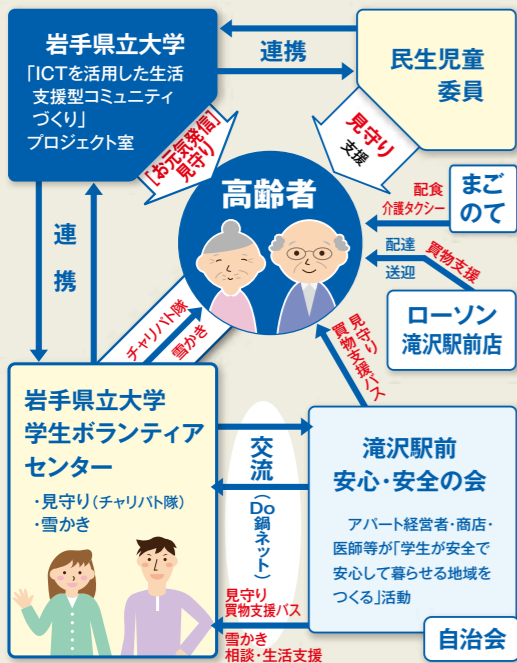 岩手県立大学
「ICTを活用した生活
支援型コミュニティ
づくり」
プロジェクト室
連携
民生児童
委員
[お元気発信]
見守り
見守り
支援
高齢者
配食
介護タクシー
まご
のて
配達
送迎
買物支援
ローソン
滝沢駅前店
連携
チャリパト隊
雪かき
見守り
買物支援バス
岩手県立大学
学生ボランティア
センター
・見守り(チャリパト隊)
・雪かき
交流
(Do鍋ネット)
滝沢駅前
安心・安全の会
アパート経営者・商店・
医師等が「学生が安全で
安心して暮らせる地域を
つくる」活動
見守り
買物支援バス
雪かき
相談・生活支援
自治会